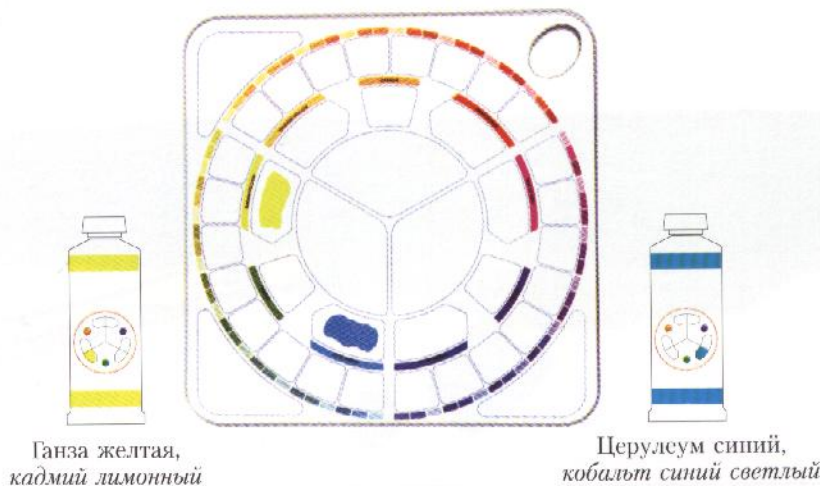 Ганза желтая,
кадмий лимонный
Церулеум синий,
кобальт синий светлый